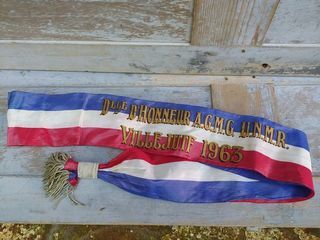 Dlle D'HONNEUR A.C.M.G. U.N.M.R.
VILLEJUIF 1963